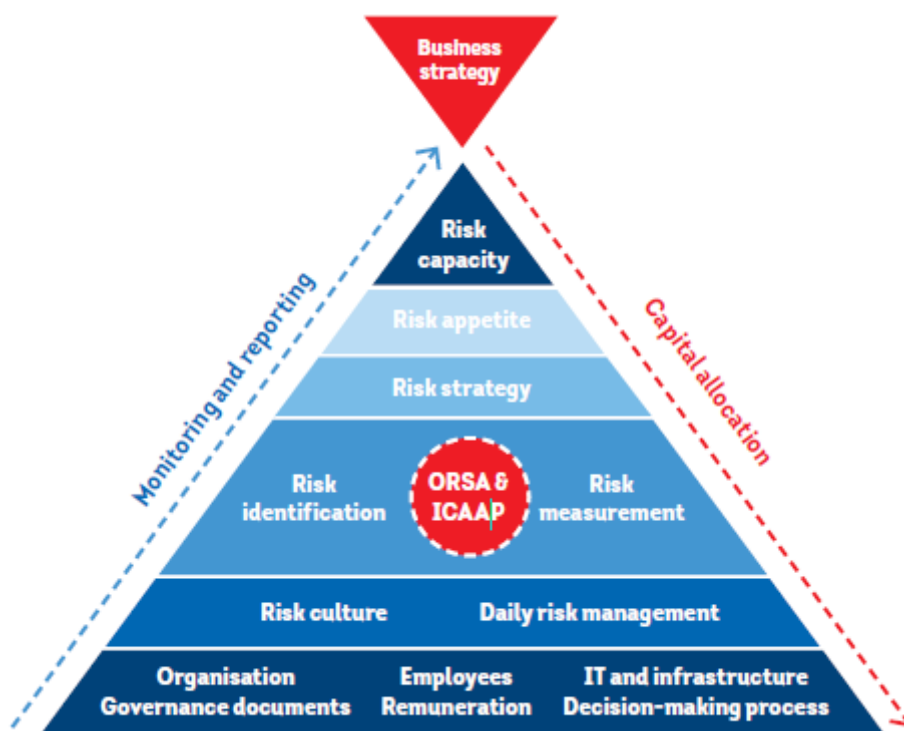 Business
strategy
Monitoring and reporting
Capital allocation
Risk
capacity
Risk appetite
Risk strategy
Risk
identification
ORSA &
ICAAP
Risk
measurement
Risk culture
Daily risk management
Organisation
Governance documents
Employees
Remuneration
IT and infrastructure
Decision-making process